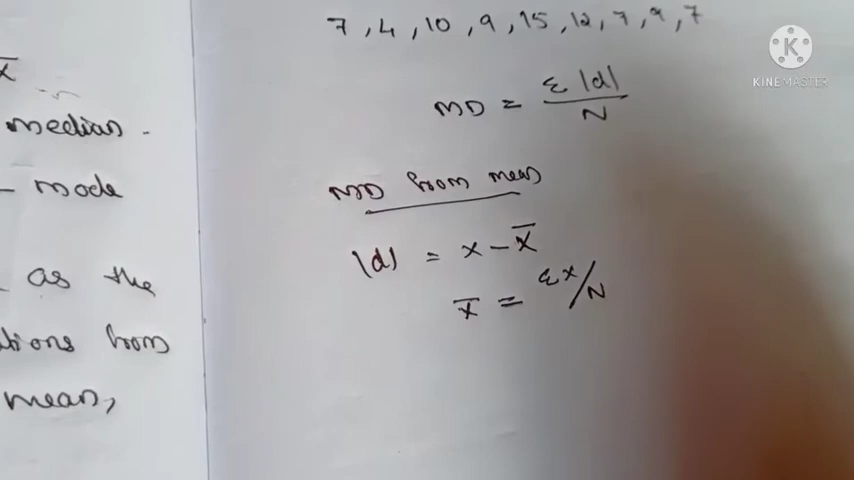 x̄
median.
- mode
as the
ations from
mean,
7, 4, 10, 9, 15, 12, 7, 9, 7
MD = Σ|d| / N
MD from mean
|d| = x - x̄
x̄ = Σx/N
KINEMASTER